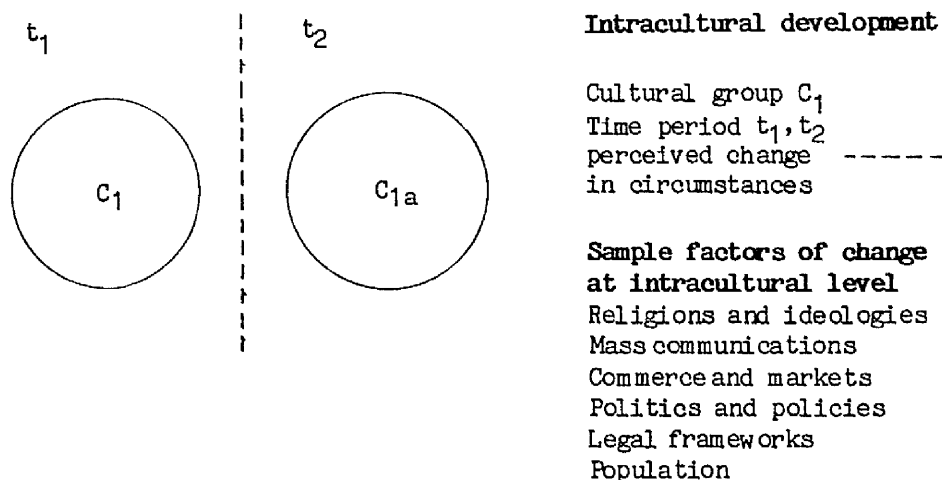 t₁
t₂
C₁
C₁ₐ
Intracultural development
Cultural group C₁
Time period t₁,t₂
perceived change -----
in circumstances
Sample factors of change
at intracultural level
Religions and ideologies
Mass communications
Commerce and markets
Politics and policies
Legal frameworks
Population